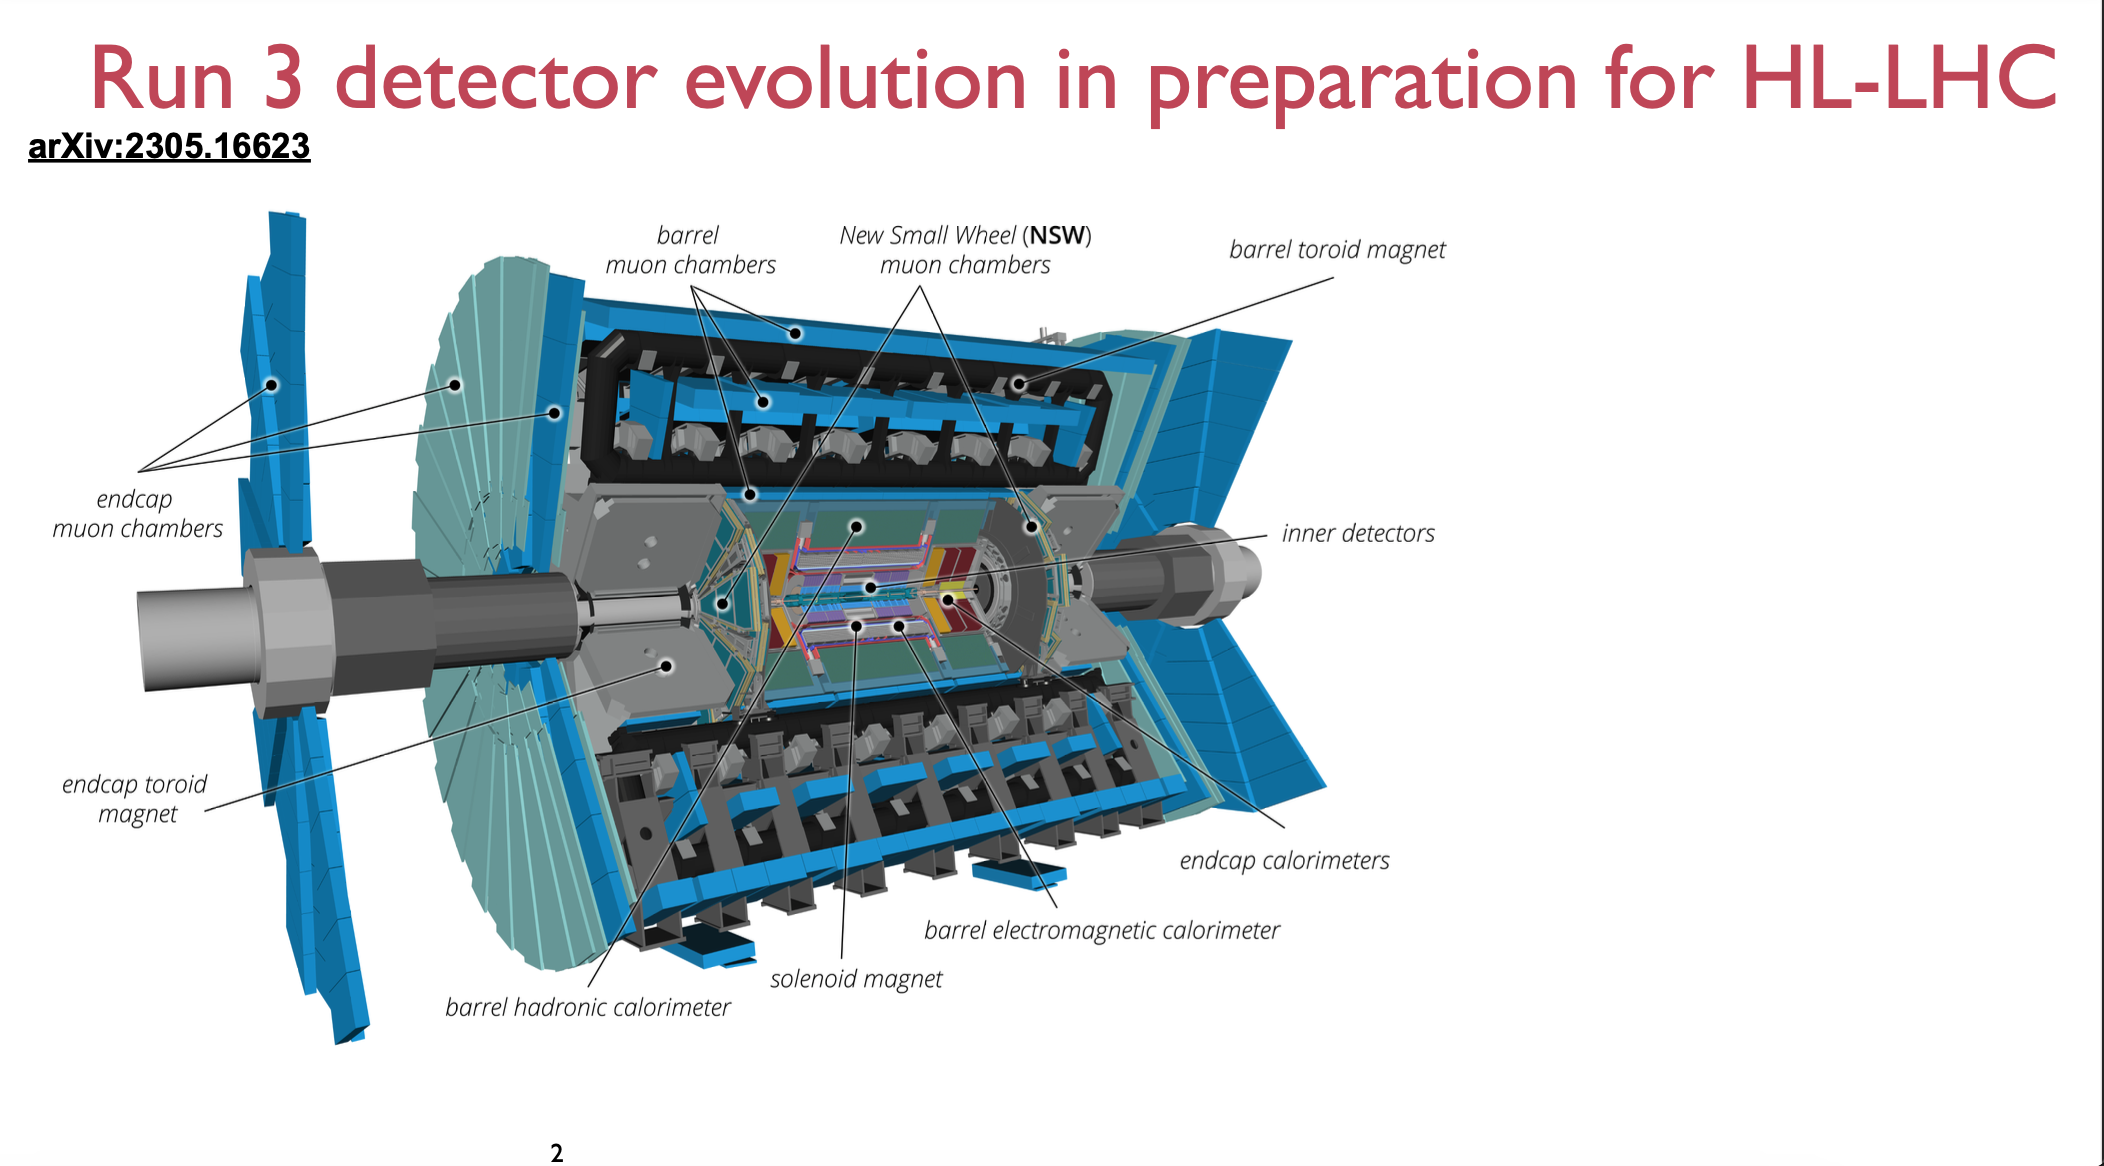 Run 3 detector evolution in preparation for HL-LHC
arXiv:2305.16623
barrel
muon chambers
New Small Wheel (NSW)
muon chambers
barrel toroid magnet
endcap
muon chambers
inner detectors
endcap toroid
magnet
endcap calorimeters
barrel electromagnetic calorimeter
solenoid magnet
barrel hadronic calorimeter
2